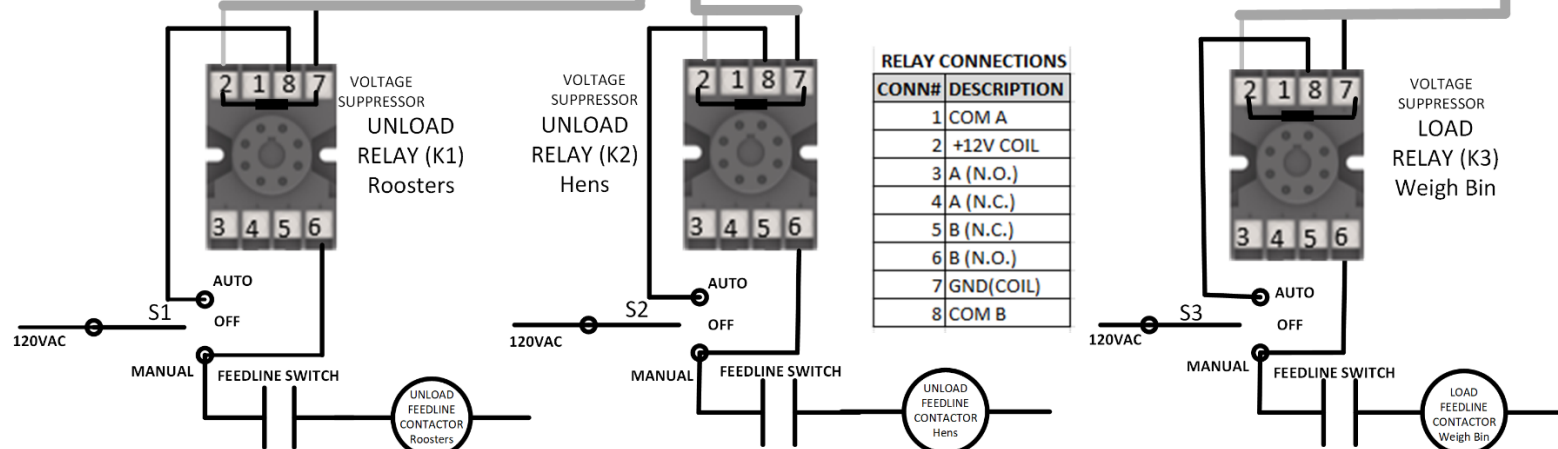 2 1 8 7
VOLTAGE
SUPPRESSOR
UNLOAD
RELAY (K1)
Roosters
3 4 5 6
AUTO
S1
OFF
120VAC
MANUAL
FEEDLINE SWITCH
UNLOAD
FEEDLINE
CONTACTOR
Roosters
VOLTAGE
SUPPRESSOR
UNLOAD
RELAY (K2)
Hens
2 1 8 7
3 4 5 6
AUTO
S2
OFF
120VAC
MANUAL
FEEDLINE SWITCH
UNLOAD
FEEDLINE
CONTACTOR
Hens
RELAY CONNECTIONS
CONN# DESCRIPTION
1 COM A
2 +12V COIL
3 A (N.O.)
4 A (N.C.)
5 B (N.C.)
6 B (N.O.)
7 GND(COIL)
8 COM B
2 1 8 7
VOLTAGE
SUPPRESSOR
LOAD
RELAY (K3)
Weigh Bin
3 4 5 6
AUTO
S3
OFF
120VAC
MANUAL
FEEDLINE SWITCH
LOAD
FEEDLINE
CONTACTOR
Weigh Bin